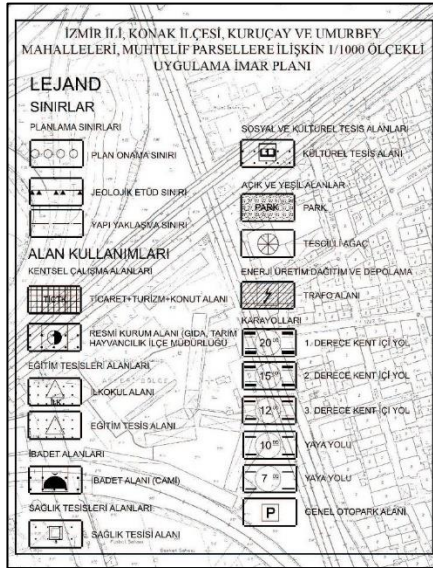 İZMİR İLİ, KONAK İLÇESİ, KURUÇAY VE UMURBEY
MAHALLELERİ, MUHTELİF PARSELLERE İLİŞKİN 1/1000 ÖLÇEKLİ
UYGULAMA İMAR PLANI
LEJAND
SINIRLAR
PLANLAMA SINIRLARI
PLAN ONAMA SINIRI
JEOLOJİK ETÜD SINIRI
YAPI YAKLAŞMA SINIRI
ALAN KULLANIMLARI
KENTSEL ÇALIŞMA ALANLARI
TİCTK
TİCARET+TURİZM+KONUT ALANI
RESMİ KURUM ALANI (GIDA, TARIM
HAYVANCILIK İLÇE MÜDÜRLÜĞÜ
EĞİTİM TESİSLERİ ALANLARI
İLK
İLKOKUL ALANI
EĞİTİM TESİS ALANI
İBADET ALANLARI
İBADET ALANI (CAMİ)
SAĞLIK TESİSLERİ ALANLARI
SAĞLIK TESİSİ ALANI
SOSYAL VE KÜLTÜREL TESİS ALANLARI
KÜLTÜREL TESİS ALANI
AÇIK VE YEŞİL ALANLAR
PARK
PARK
TESCİLLİ AĞAÇ
ENERJİ ÜRETİM DAĞITIM VE DEPOLAMA
TRAFO ALANI
KARAYOLLARI
20
1. DERECE KENT İÇİ YOL
15
2. DERECE KENT İÇİ YOL
12
3. DERECE KENT İÇİ YOL
10
YAYA YOLU
7
YAYA YOLU
P
GENEL OTOPARK ALANI